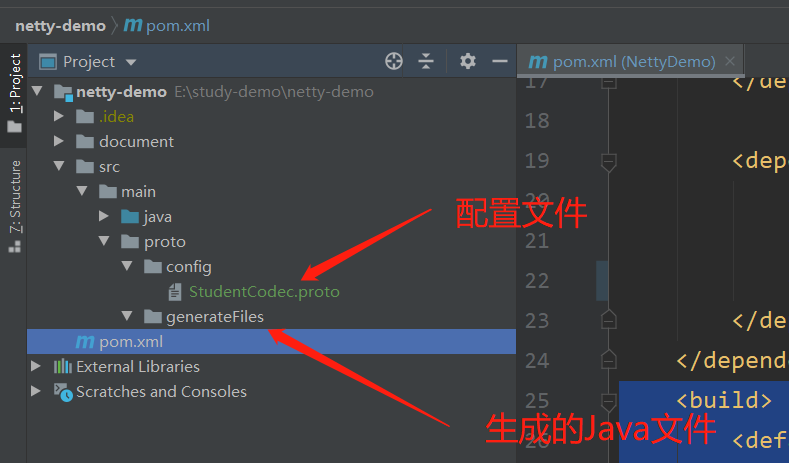 netty-demo
pom.xml
Project
pom.xml (NettyDemo)
1: Project
7: Structure
netty-demo E:\study-demo\netty-demo
.idea
document
src
main
java
proto
config
StudentCodec.proto
generateFiles
pom.xml
External Libraries
Scratches and Consoles
配置文件
生成的Java文件
17 </de
18
19 <dep
20
21
22
23 </de
24 </depend
25 <build>
26 <def